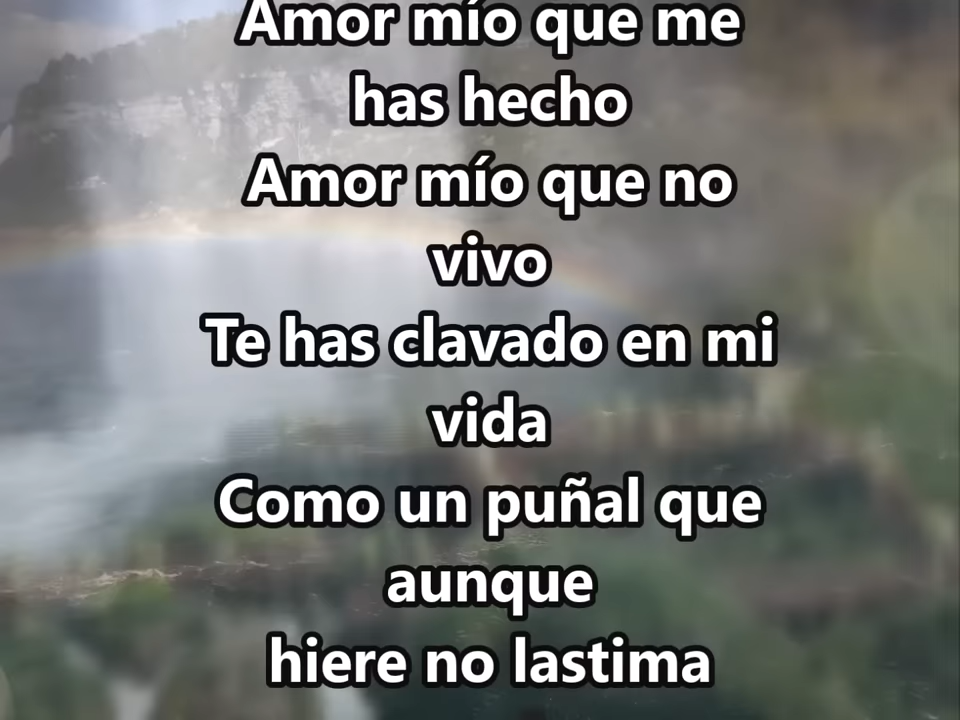 Amor mío que me
has hecho
Amor mío que no
vivo
Te has clavado en mi
vida
Como un puñal que
aunque
hiere no lastima